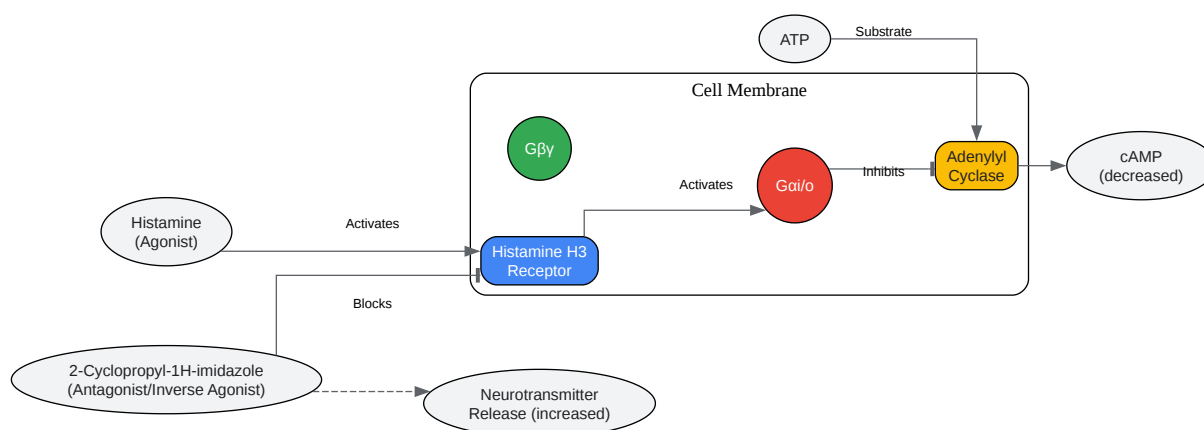 ATP
Substrate
Cell Membrane
Gβγ
Adenylyl
Cyclase
cAMP
(decreased)
Inhibits
Gαi/o
Activates
Histamine
(Agonist)
Activates
Histamine H3
Receptor
Blocks
2-Cyclopropyl-1H-imidazole
(Antagonist/Inverse Agonist)
Neurotransmitter
Release (increased)